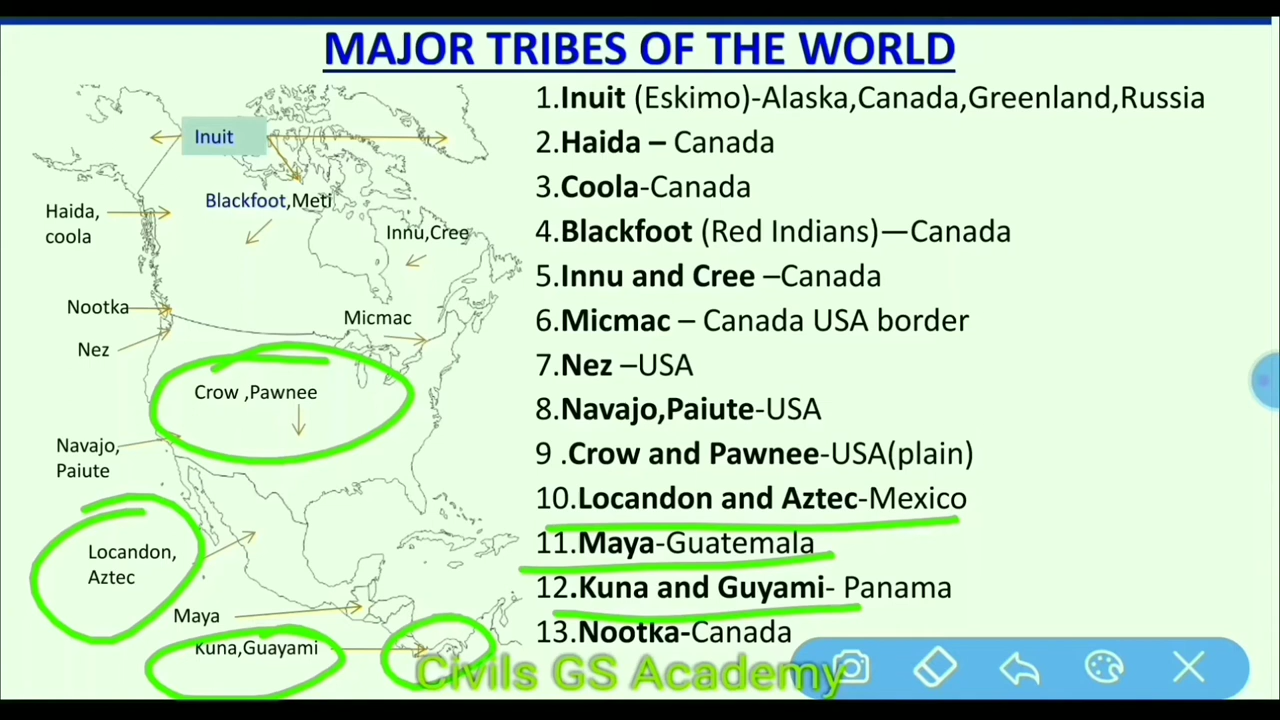 MAJOR TRIBES OF THE WORLD
Inuit
Blackfoot,Meti
Haida,
coola
Innu,Cree
Nootka
Micmac
Nez
Crow ,Pawnee
Navajo,
Paiute
Locandon,
Aztec
Maya
Kuna,Guayami
1.Inuit (Eskimo)-Alaska,Canada,Greenland,Russia
2.Haida – Canada
3.Coola-Canada
4.Blackfoot (Red Indians)—Canada
5.Innu and Cree –Canada
6.Micmac – Canada USA border
7.Nez –USA
8.Navajo,Paiute-USA
9 .Crow and Pawnee-USA(plain)
10.Locandon and Aztec-Mexico
11.Maya-Guatemala
12.Kuna and Guyami- Panama
13.Nootka-Canada
Civils GS Academy